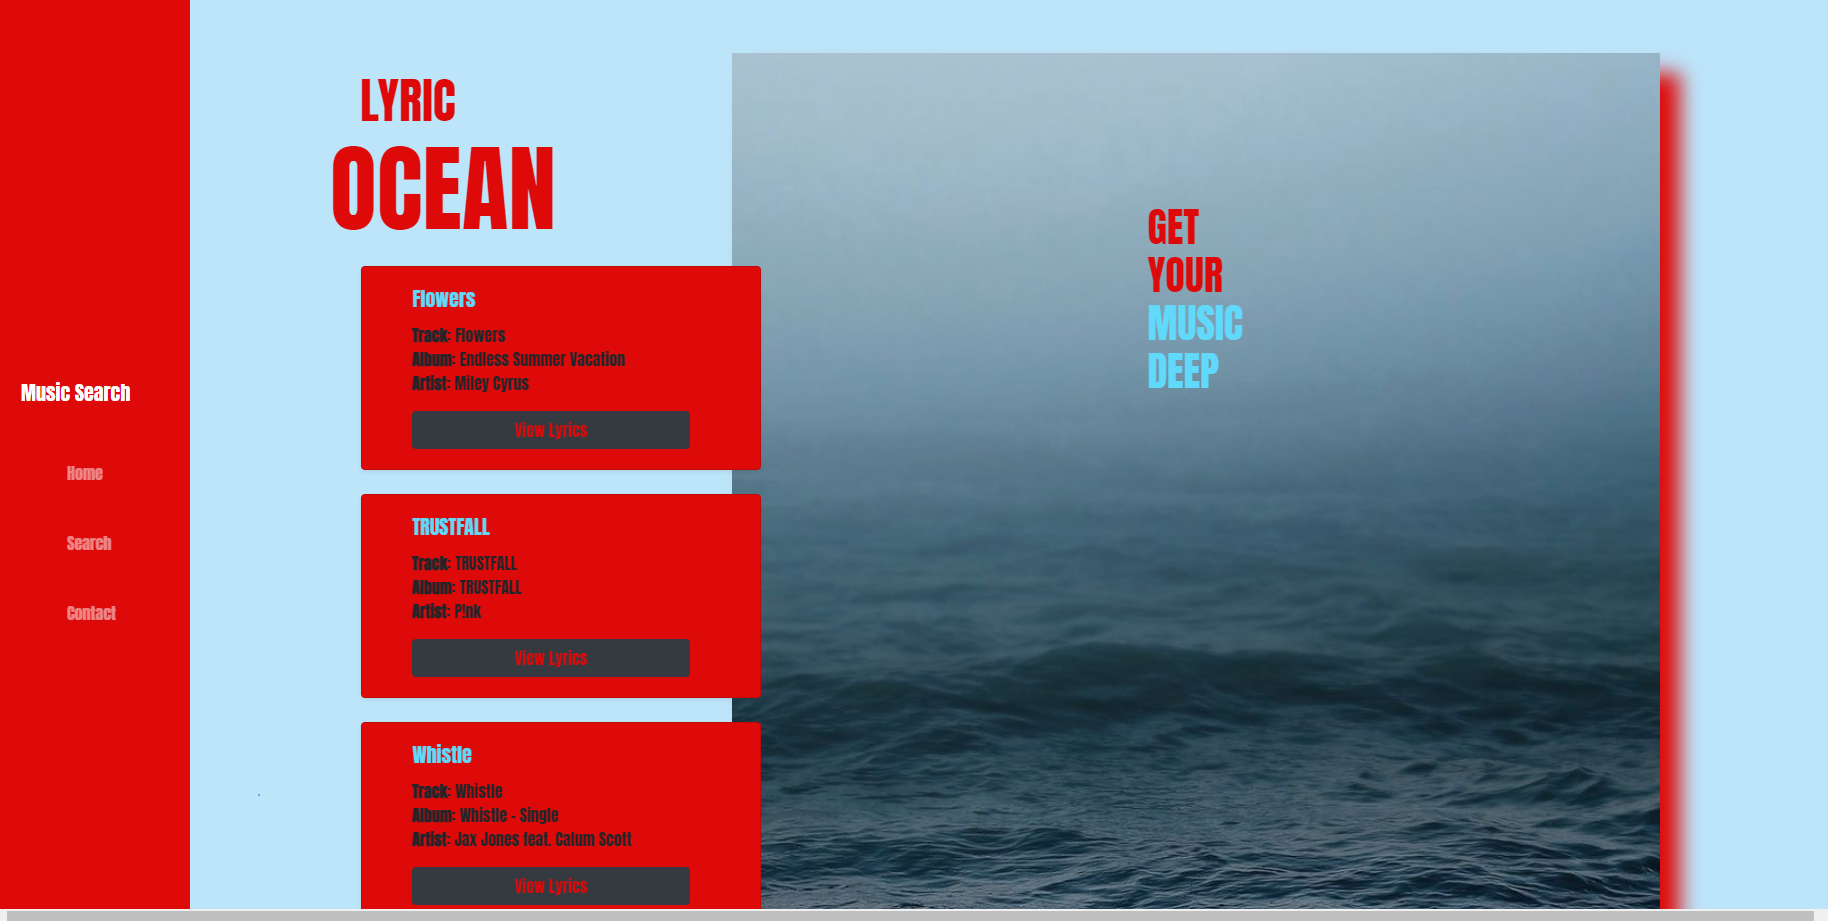 Music Search
Home
Search
Contact
LYRIC
OCEAN
Flowers
Track: Flowers
Album: Endless Summer Vacation
Artist: Miley Cyrus
View Lyrics
TRUSTFALL
Track: TRUSTFALL
Album: TRUSTFALL
Artist: P!nk
View Lyrics
Whistle
Track: Whistle
Album: Whistle - Single
Artist: Jax Jones feat. Calum Scott
View Lyrics
GET
YOUR
MUSIC
DEEP